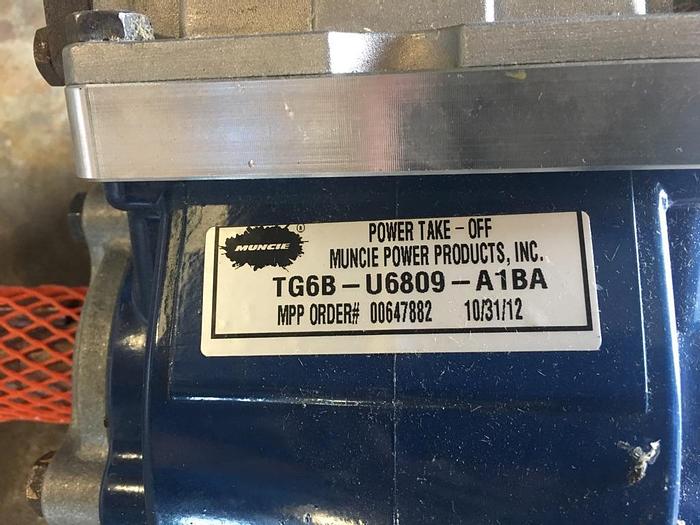 MUNCIE ®
POWER TAKE - OFF
MUNCIE POWER PRODUCTS, INC.
TG6B - U6809 - A1BA
MPP ORDER# 00647882 10/31/12